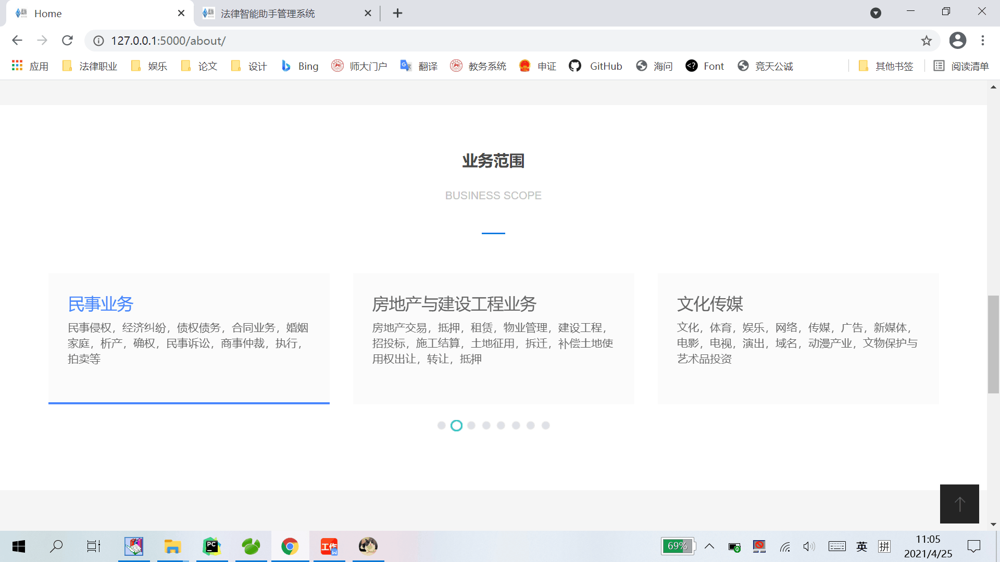 Home
法律智能助手管理系统
127.0.0.1:5000/about/
应用
法律职业
娱乐
论文
设计
Bing
师大门户
翻译
教务系统
申证
GitHub
海问
Font
竞天公诚
其他书签
阅读清单
业务范围
BUSINESS SCOPE
民事业务
民事侵权，经济纠纷，债权债务，合同业务，婚姻
家庭，析产，确权，民事诉讼，商事仲裁，执行，
拍卖等
房地产与建设工程业务
房地产交易，抵押，租赁，物业管理，建设工程，
招投标，施工结算，土地征用，拆迁，补偿土地使
用权出让，转让，抵押
文化传媒
文化，体育，娱乐，网络，传媒，广告，新媒体，
电影，电视，演出，域名，动漫产业，文物保护与
艺术品投资
PC
工作
W
69%
英
拼
11:05
2021/4/25